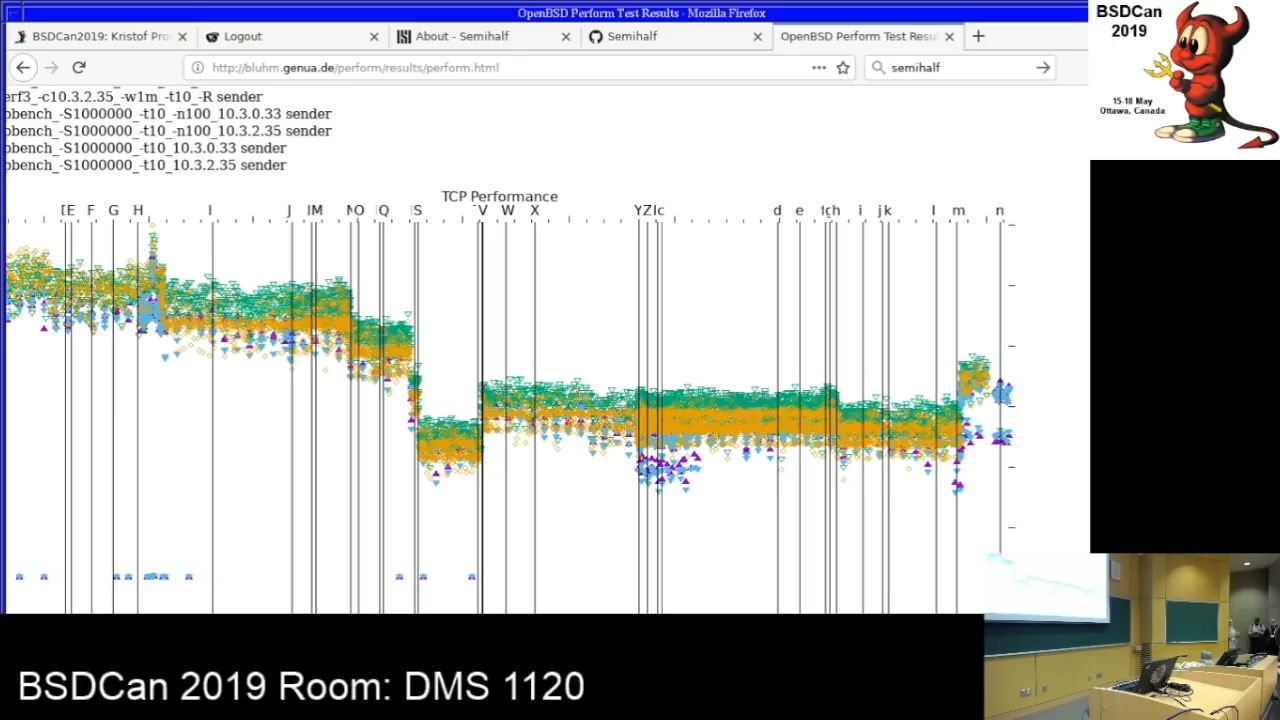 OpenBSD Perform Test Results - Mozilla Firefox
BSDCan2019: Kristof Pro
Logout
About - Semihalf
Semihalf
OpenBSD Perform Test Resu
http://bluhm.genua.de/perform/results/perform.html
semihalf
erf3_-c10.3.2.35_-w1m_-t10_-R sender
bench_-S1000000_-t10_-n100_10.3.0.33 sender
bench_-S1000000_-t10_-n100_10.3.2.35 sender
bench_-S1000000_-t10_10.3.0.33 sender
bench_-S1000000_-t10_10.3.2.35 sender
TCP Performance
E F G H I J M O Q S V W X Y Z c d e g h i j k l m n
BSDCan
2019
15-18 May
Ottawa, Canada
BSDCan 2019 Room: DMS 1120